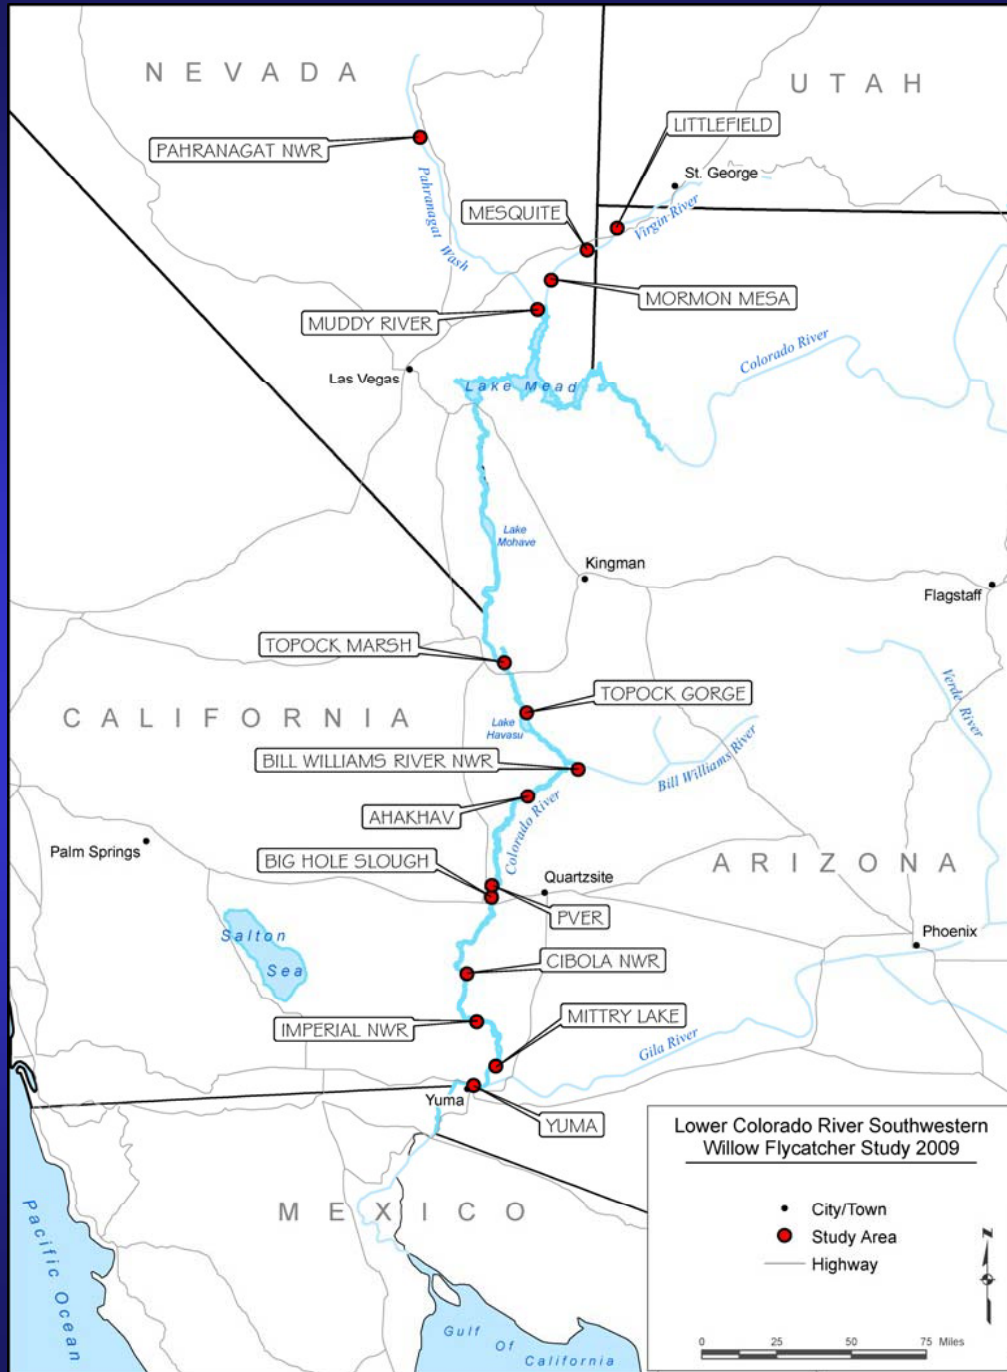 NEVADA
UTAH
LITTLEFIELD
PAHRANAGAT NWR
St. George
Pahranagat Wash
MESQUITE
Virgin River
MORMON MESA
MUDDY RIVER
Colorado River
Las Vegas
Lake Mead
Lake
Mohave
Kingman
Flagstaff
TOPOCK MARSH
Verde River
TOPOCK GORGE
CALIFORNIA
Lake
Havasu
BILL WILLIAMS RIVER NWR
Bill Williams River
AHAKHAV
Colorado River
Palm Springs
BIG HOLE SLOUGH
ARIZONA
Quartzsite
PVER
Phoenix
Salton
Sea
CIBOLA NWR
IMPERIAL NWR
MITTRY LAKE
Gila River
Yuma
YUMA
Lower Colorado River Southwestern
Willow Flycatcher Study 2009
MEXICO
City/Town
Study Area
Highway
N
Pacific Ocean
Gulf
Of
California
0 25 50 75 Miles